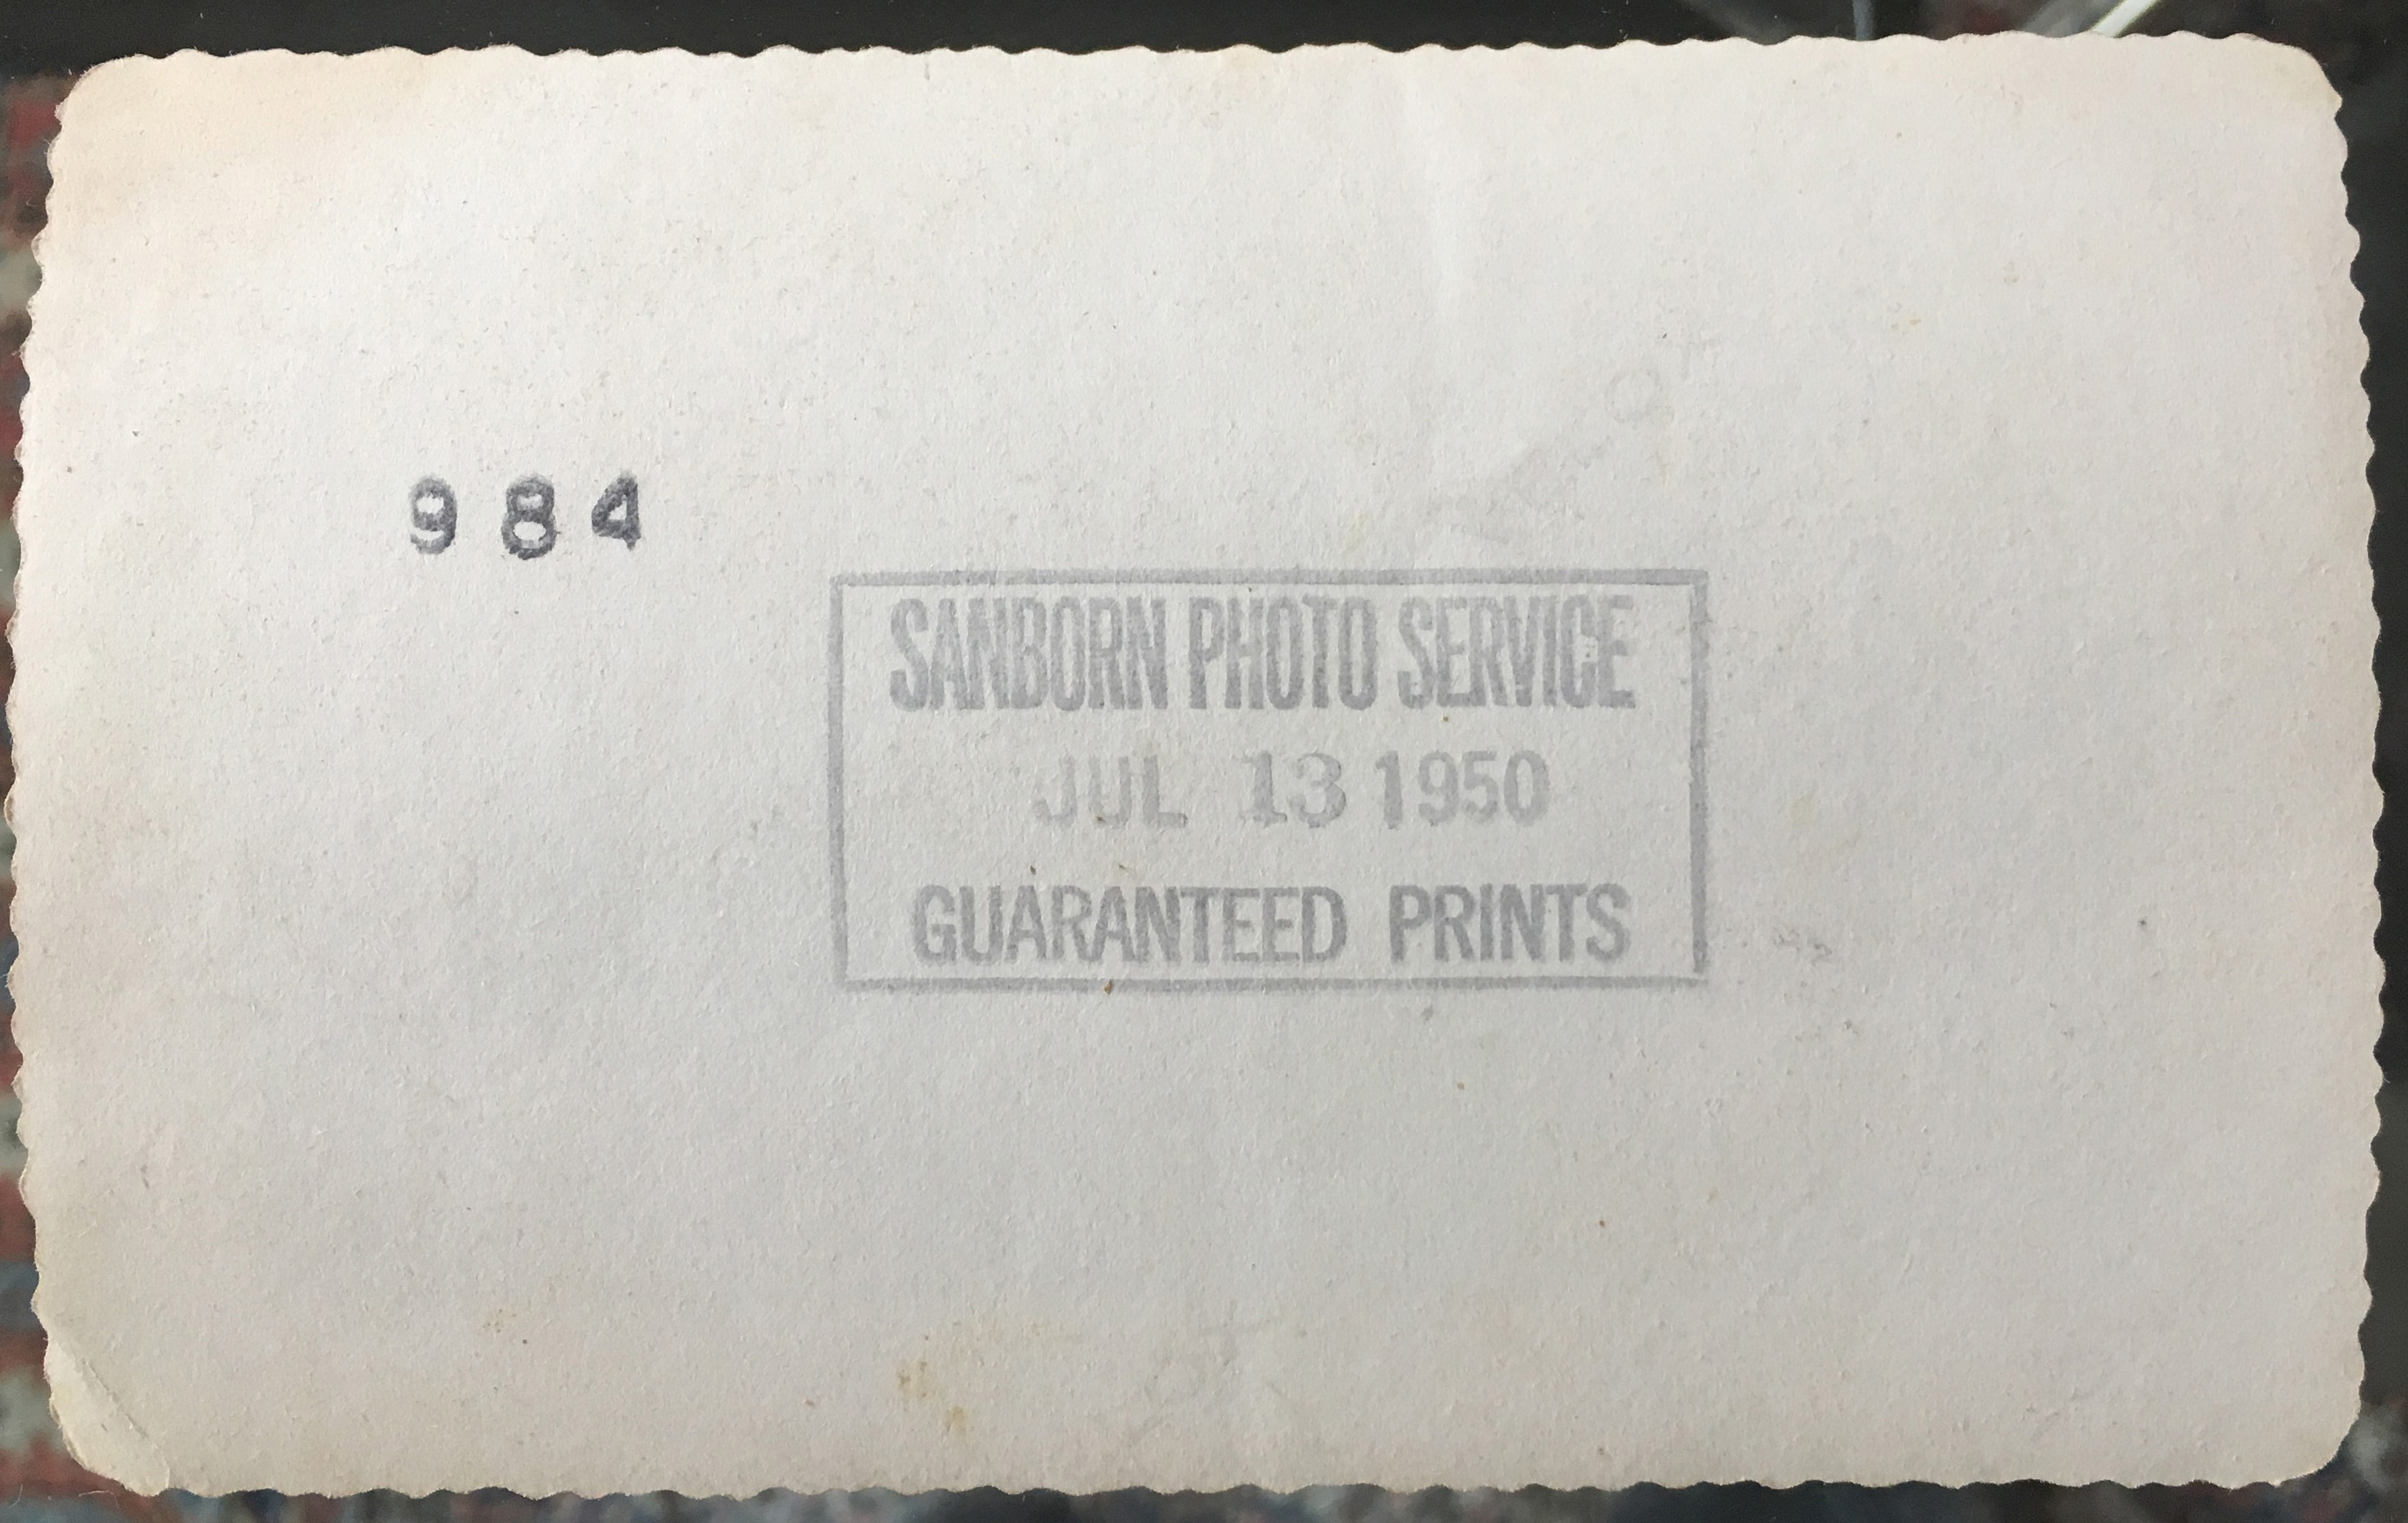 984
SANBORN PHOTO SERVICE
JUL 13 1950
GUARANTEED PRINTS